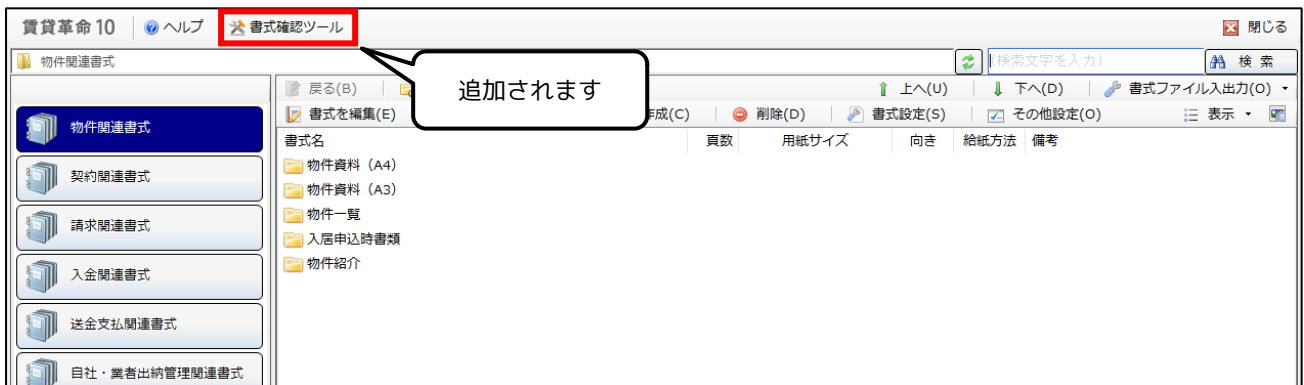 賃貸革命10 ヘルプ 書式確認ツール 閉じる
物件関連書式 (検索文字を入力) 検 索
追加されます
戻る(B) 上へ(U) 下へ(D) 書式ファイル入出力(O)
書式を編集(E) 成(C) 削除(D) 書式設定(S) その他設定(O) 表示
書式名 頁数 用紙サイズ 向き 給紙方法 備考
物件資料（A4）
物件資料（A3）
物件一覧
入居申込時書類
物件紹介
物件関連書式
契約関連書式
請求関連書式
入金関連書式
送金支払関連書式
自社・業者出納管理関連書式